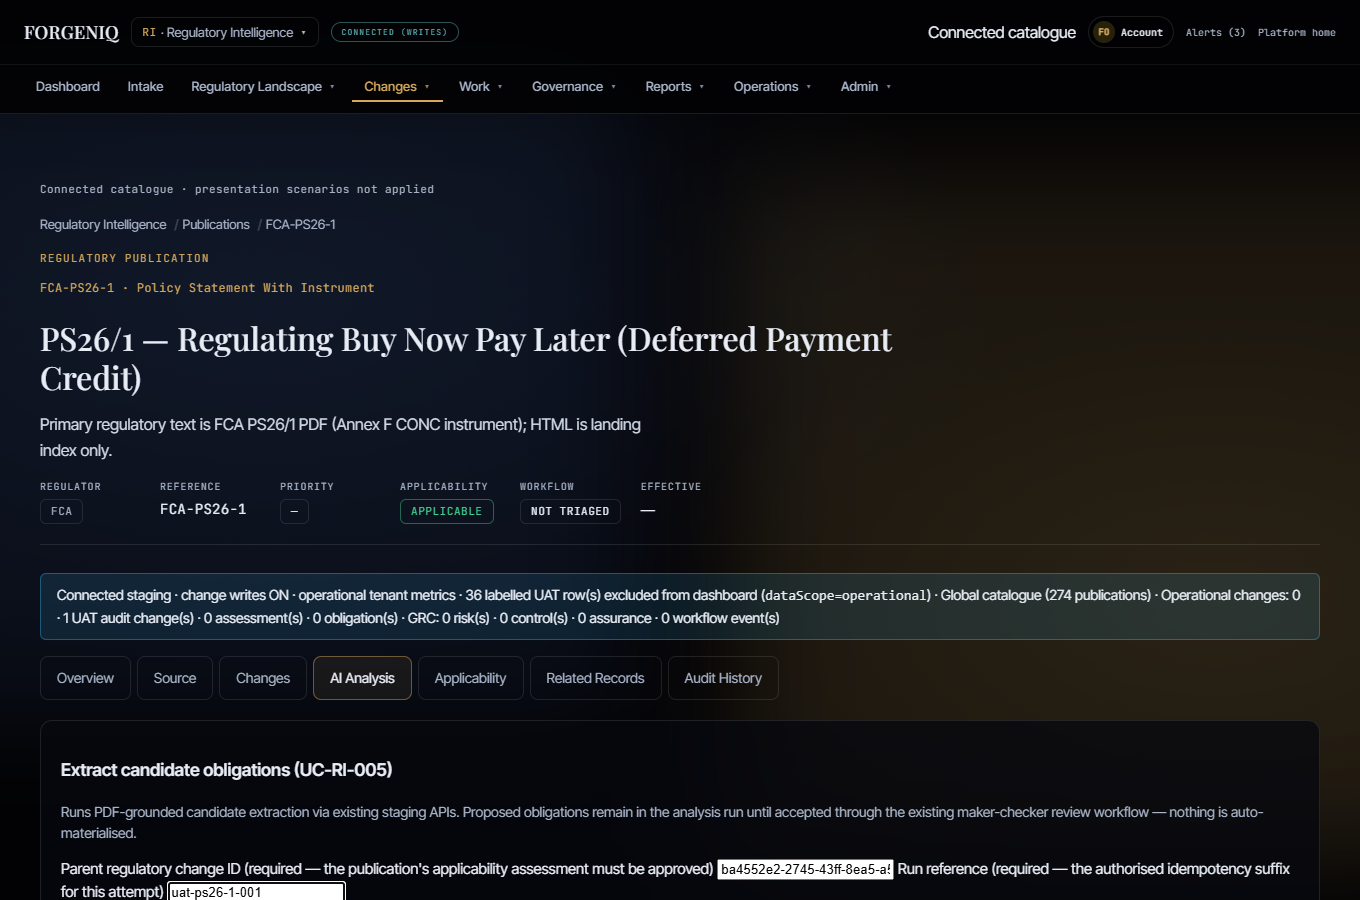 FORGENIQ
RI · Regulatory Intelligence
CONNECTED (WRITES)
Connected catalogue
FO Account
Alerts (3)
Platform home
Dashboard
Intake
Regulatory Landscape
Changes
Work
Governance
Reports
Operations
Admin
Connected catalogue · presentation scenarios not applied
Regulatory Intelligence / Publications / FCA-PS26-1
REGULATORY PUBLICATION
FCA-PS26-1 · Policy Statement With Instrument
PS26/1 — Regulating Buy Now Pay Later (Deferred Payment
Credit)
Primary regulatory text is FCA PS26/1 PDF (Annex F CONC instrument); HTML is landing
index only.
REGULATOR
FCA
REFERENCE
FCA-PS26-1
PRIORITY
—
APPLICABILITY
APPLICABLE
WORKFLOW
NOT TRIAGED
EFFECTIVE
—
Connected staging · change writes ON · operational tenant metrics · 36 labelled UAT row(s) excluded from dashboard (dataScope=operational) · Global catalogue (274 publications) · Operational changes: 0
· 1 UAT audit change(s) · 0 assessment(s) · 0 obligation(s) · GRC: 0 risk(s) · 0 control(s) · 0 assurance · 0 workflow event(s)
Overview
Source
Changes
AI Analysis
Applicability
Related Records
Audit History
Extract candidate obligations (UC-RI-005)
Runs PDF-grounded candidate extraction via existing staging APIs. Proposed obligations remain in the analysis run until accepted through the existing maker-checker review workflow — nothing is auto-
materialised.
Parent regulatory change ID (required — the publication's applicability assessment must be approved) ba4552e2-2745-43ff-8ea5-a Run reference (required — the authorised idempotency suffix
for this attempt) uat-ps26-1-001